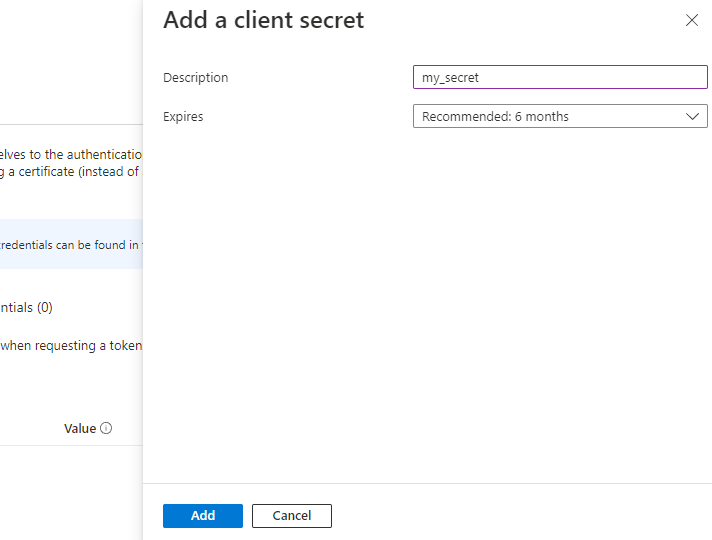 Add a client secret
Description
my_secret
Expires
Recommended: 6 months
elves to the authenticatio
g a certificate (instead of
redentials can be found in
ntials (0)
when requesting a token
Value
Add
Cancel